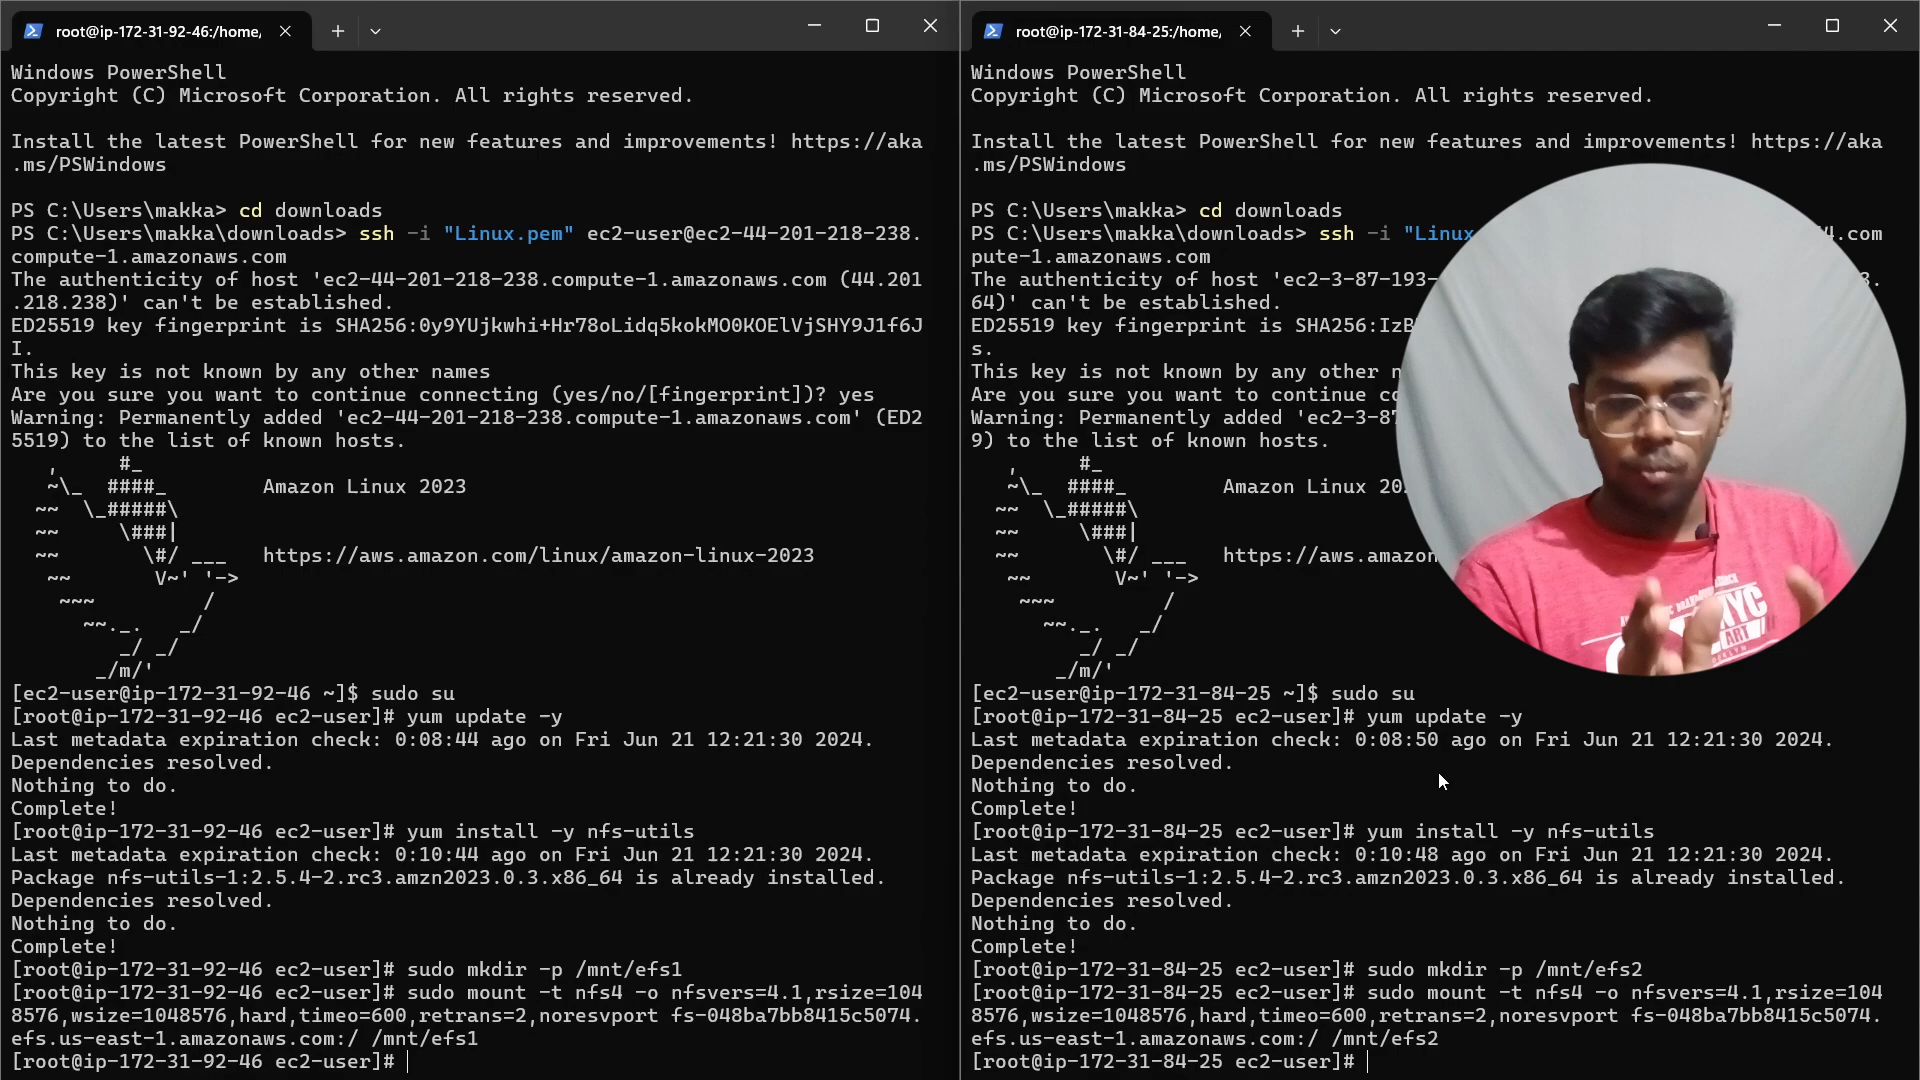 root@ip-172-31-92-46:/home/
Windows PowerShell
Copyright (C) Microsoft Corporation. All rights reserved.
Install the latest PowerShell for new features and improvements! https://aka
.ms/PSWindows
PS C:\Users\makka> cd downloads
PS C:\Users\makka\downloads> ssh -i "Linux.pem" ec2-user@ec2-44-201-218-238.
compute-1.amazonaws.com
The authenticity of host 'ec2-44-201-218-238.compute-1.amazonaws.com (44.201
.218.238)' can't be established.
ED25519 key fingerprint is SHA256:0y9YUjkwhi+Hr78oLidq5kokMO0KOElVjSHY9J1f6J
I.
This key is not known by any other names
Are you sure you want to continue connecting (yes/no/[fingerprint])? yes
Warning: Permanently added 'ec2-44-201-218-238.compute-1.amazonaws.com' (ED2
5519) to the list of known hosts.
   ,     #_
   ~\_  ####_        Amazon Linux 2023
  ~~  \_#####\
  ~~     \###|
  ~~       \#/ ___   https://aws.amazon.com/linux/amazon-linux-2023
   ~~       V~' '->
    ~~~         /
      ~~._.   _/
         _/ _/
       _/m/'
[ec2-user@ip-172-31-92-46 ~]$ sudo su
[root@ip-172-31-92-46 ec2-user]# yum update -y
Last metadata expiration check: 0:08:44 ago on Fri Jun 21 12:21:30 2024.
Dependencies resolved.
Nothing to do.
Complete!
[root@ip-172-31-92-46 ec2-user]# yum install -y nfs-utils
Last metadata expiration check: 0:10:44 ago on Fri Jun 21 12:21:30 2024.
Package nfs-utils-1:2.5.4-2.rc3.amzn2023.0.3.x86_64 is already installed.
Dependencies resolved.
Nothing to do.
Complete!
[root@ip-172-31-92-46 ec2-user]# sudo mkdir -p /mnt/efs1
[root@ip-172-31-92-46 ec2-user]# sudo mount -t nfs4 -o nfsvers=4.1,rsize=104
8576,wsize=1048576,hard,timeo=600,retrans=2,noresvport fs-048ba7bb8415c5074.
efs.us-east-1.amazonaws.com:/ /mnt/efs1
[root@ip-172-31-92-46 ec2-user]#
root@ip-172-31-84-25:/home/
Windows PowerShell
Copyright (C) Microsoft Corporation. All rights reserved.
Install the latest PowerShell for new features and improvements! https://aka
.ms/PSWindows
PS C:\Users\makka> cd downloads
PS C:\Users\makka\downloads> ssh -i "Linux 4.com
pute-1.amazonaws.com
The authenticity of host 'ec2-3-87-193- 3.
64)' can't be established.
ED25519 key fingerprint is SHA256:IzB
s.
This key is not known by any other
Are you sure you want to continue
Warning: Permanently added 'ec2-3-87
9) to the list of known hosts.
   ,     #_
   ~\_  ####_        Amazon Linux 20
  ~~  \_#####\
  ~~     \###|
  ~~       \#/ ___   https://aws.amazon
   ~~       V~' '->
    ~~~         /
      ~~._.   _/
         _/ _/
       _/m/'
NYC
ART
[ec2-user@ip-172-31-84-25 ~]$ sudo su
[root@ip-172-31-84-25 ec2-user]# yum update -y
Last metadata expiration check: 0:08:50 ago on Fri Jun 21 12:21:30 2024.
Dependencies resolved.
Nothing to do.
Complete!
[root@ip-172-31-84-25 ec2-user]# yum install -y nfs-utils
Last metadata expiration check: 0:10:48 ago on Fri Jun 21 12:21:30 2024.
Package nfs-utils-1:2.5.4-2.rc3.amzn2023.0.3.x86_64 is already installed.
Dependencies resolved.
Nothing to do.
Complete!
[root@ip-172-31-84-25 ec2-user]# sudo mkdir -p /mnt/efs2
[root@ip-172-31-84-25 ec2-user]# sudo mount -t nfs4 -o nfsvers=4.1,rsize=104
8576,wsize=1048576,hard,timeo=600,retrans=2,noresvport fs-048ba7bb8415c5074.
efs.us-east-1.amazonaws.com:/ /mnt/efs2
[root@ip-172-31-84-25 ec2-user]#